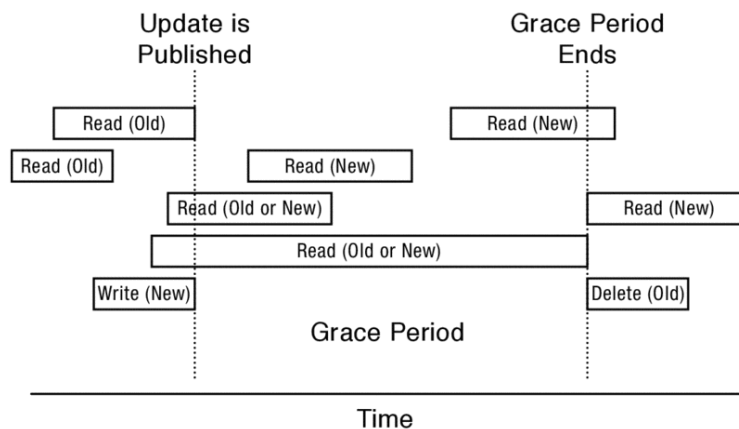 Update is
Published
Grace Period
Ends
Read (Old)
Read (New)
Read (Old)
Read (New)
Read (Old or New)
Read (New)
Read (Old or New)
Write (New)
Delete (Old)
Grace Period
Time